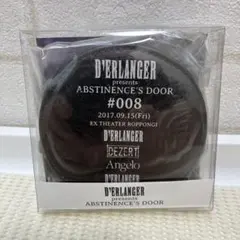 D'ERLANGER
presents
ABSTINENCE'S DOOR
#008
2017.09.15(Fri)
EX THEATER ROPPONGI
D'ERLANGER
DEZERT
Angelo
D'ERLANGER
presents
ABSTINENCE'S DOOR